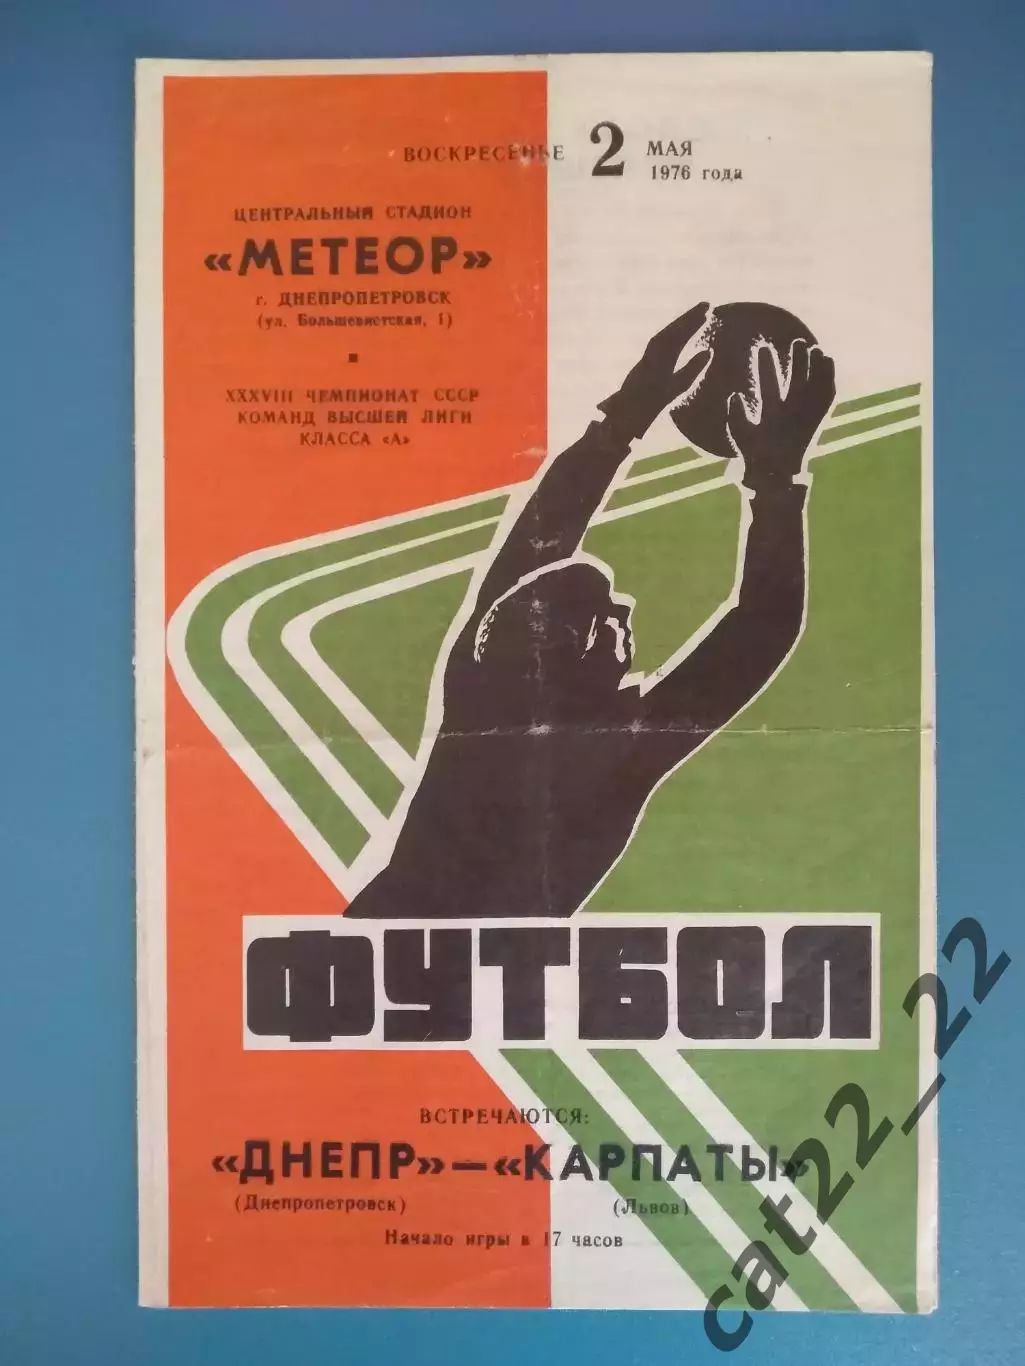 ВОСКРЕСЕНЬЕ 2 МАЯ
1976 года
ЦЕНТРАЛЬНЫЙ СТАДИОН
«МЕТЕОР»
г. ДНЕПРОПЕТРОВСК
(ул. Большевистская, 1)
XXXVIII ЧЕМПИОНАТ СССР
КОМАНД ВЫСШЕЙ ЛИГИ
КЛАССА «А»
ФУТБОЛ
ВСТРЕЧАЮТСЯ:
«ДНЕПР» — «КАРПАТЫ»
(Днепропетровск) (Львов)
Начало игры в 17 часов
cat22_22